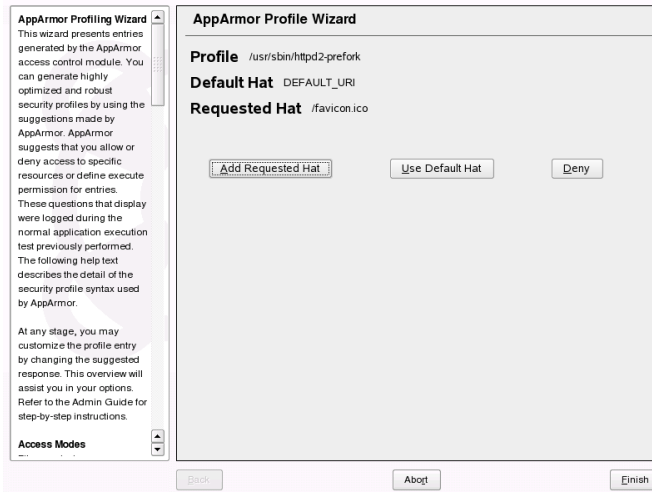 AppArmor Profiling Wizard
This wizard presents entries
generated by the AppArmor
access control module. You
can generate highly
optimized and robust
security profiles by using the
suggestions made by
AppArmor. AppArmor
suggests that you allow or
deny access to specific
resources or define execute
permission for entries.
These questions that display
were logged during the
normal application execution
test previously performed.
The following help text
describes the detail of the
security profile syntax used
by AppArmor.
At any stage, you may
customize the profile entry
by changing the suggested
response. This overview will
assist you in your options.
Refer to the Admin Guide for
step-by-step instructions.
Access Modes
AppArmor Profile Wizard
Profile /usr/sbin/httpd2-prefork
Default Hat DEFAULT_URI
Requested Hat /favicon.ico
Add Requested Hat Use Default Hat Deny
Back Abort Finish